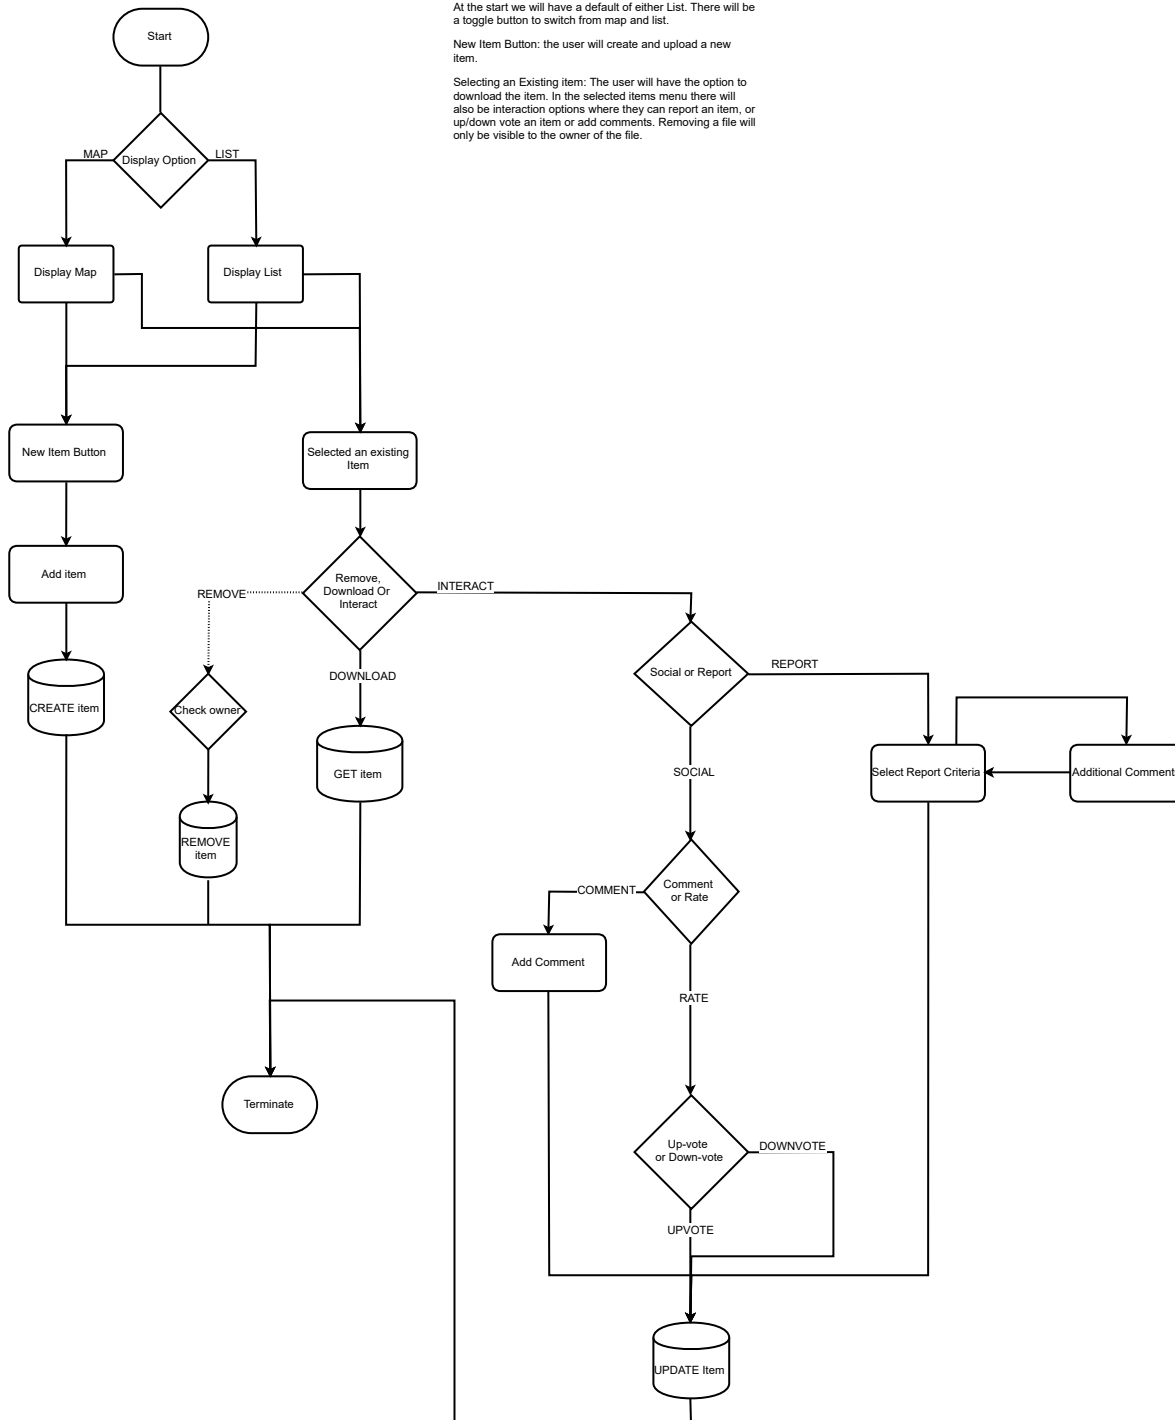 At the start we will have a default of either List. There will be
a toggle button to switch from map and list.
New Item Button: the user will create and upload a new
item.
Selecting an Existing item: The user will have the option to
download the item. In the selected items menu there will
also be interaction options where they can report an item, or
up/down vote an item or add comments. Removing a file will
only be visible to the owner of the file.
Start
MAP
Display Option
LIST
Display Map
Display List
New Item Button
Selected an existing
Item
Add item
Remove,
Download Or
Interact
REMOVE
INTERACT
DOWNLOAD
Social or Report
REPORT
CREATE item
Check owner
GET item
SOCIAL
Select Report Criteria
Additional Comment
REMOVE
item
COMMENT
Comment
or Rate
Add Comment
RATE
Terminate
Up-vote
or Down-vote
DOWNVOTE
UPVOTE
UPDATE Item